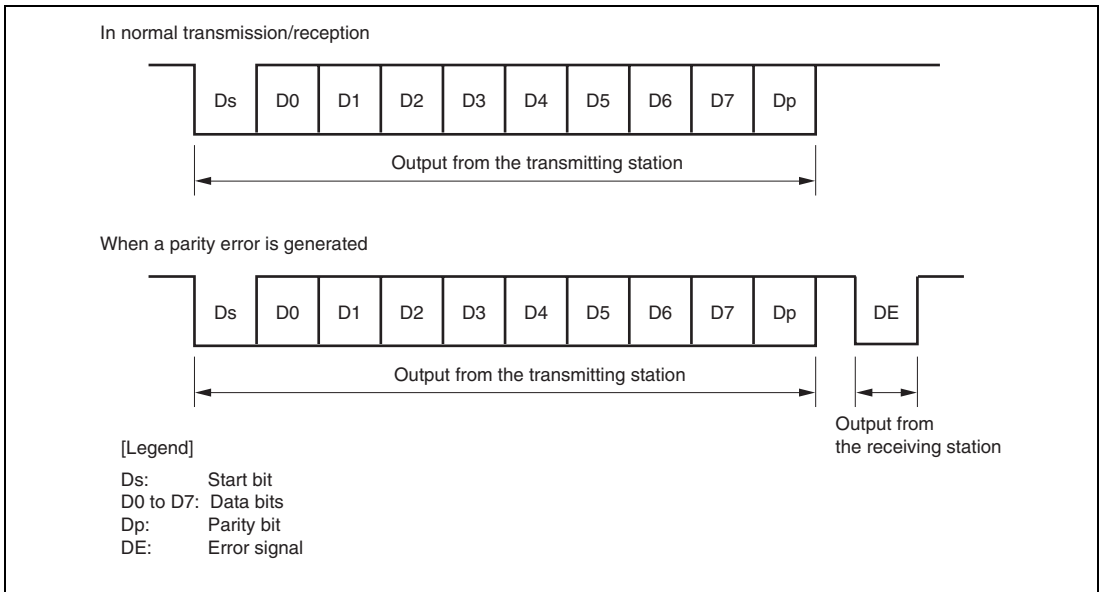 In normal transmission/reception
Ds D0 D1 D2 D3 D4 D5 D6 D7 Dp
Output from the transmitting station
When a parity error is generated
Ds D0 D1 D2 D3 D4 D5 D6 D7 Dp DE
Output from the transmitting station
Output from
the receiving station
[Legend]
Ds: Start bit
D0 to D7: Data bits
Dp: Parity bit
DE: Error signal